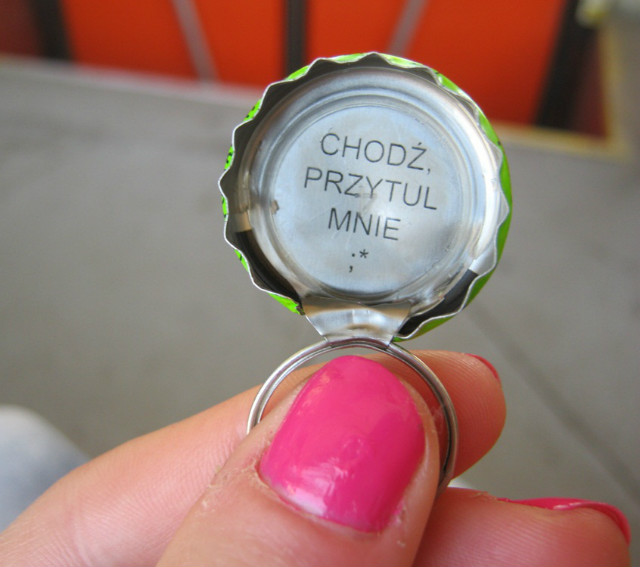 CHODŹ,
PRZYTUL
MNIE
;*